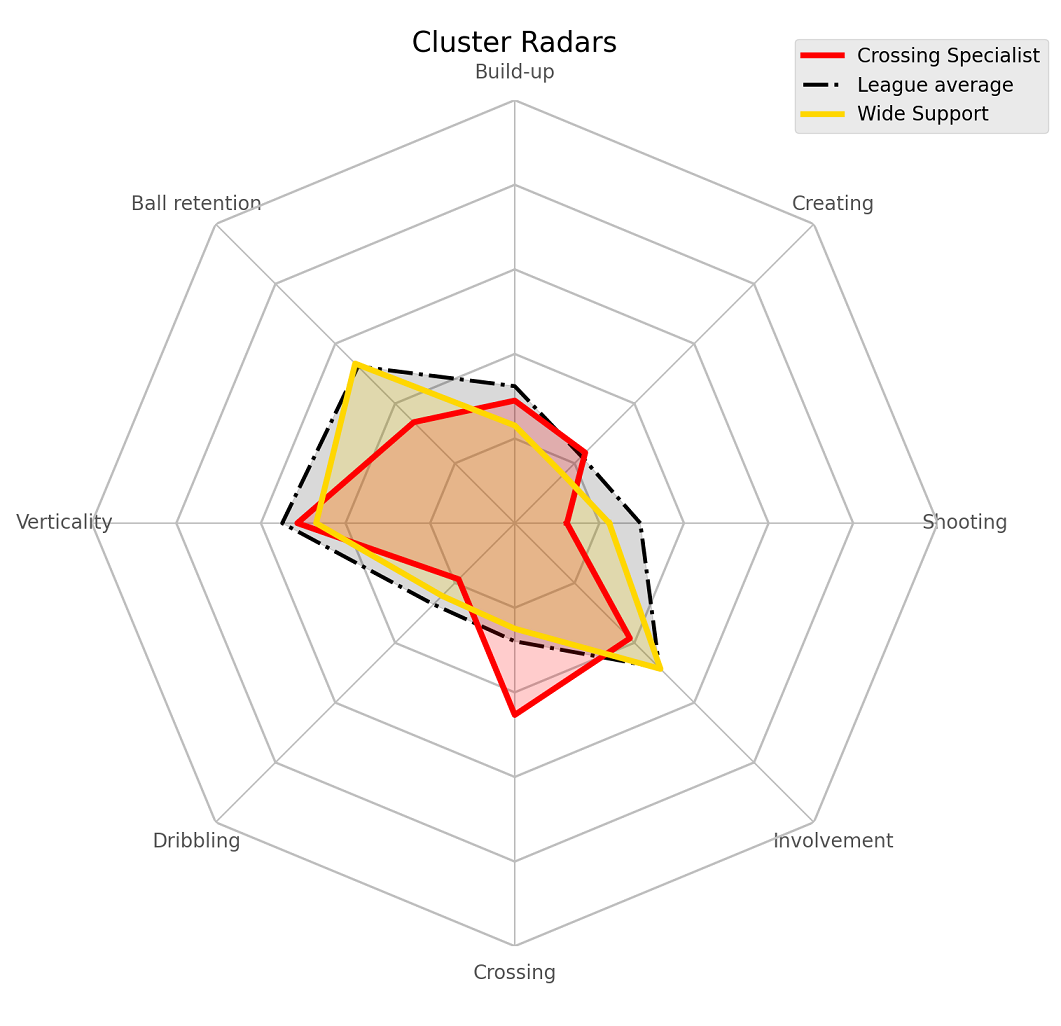 Cluster Radars
Build-up
Crossing Specialist
League average
Wide Support
Ball retention
Creating
Verticality
Shooting
Dribbling
Involvement
Crossing